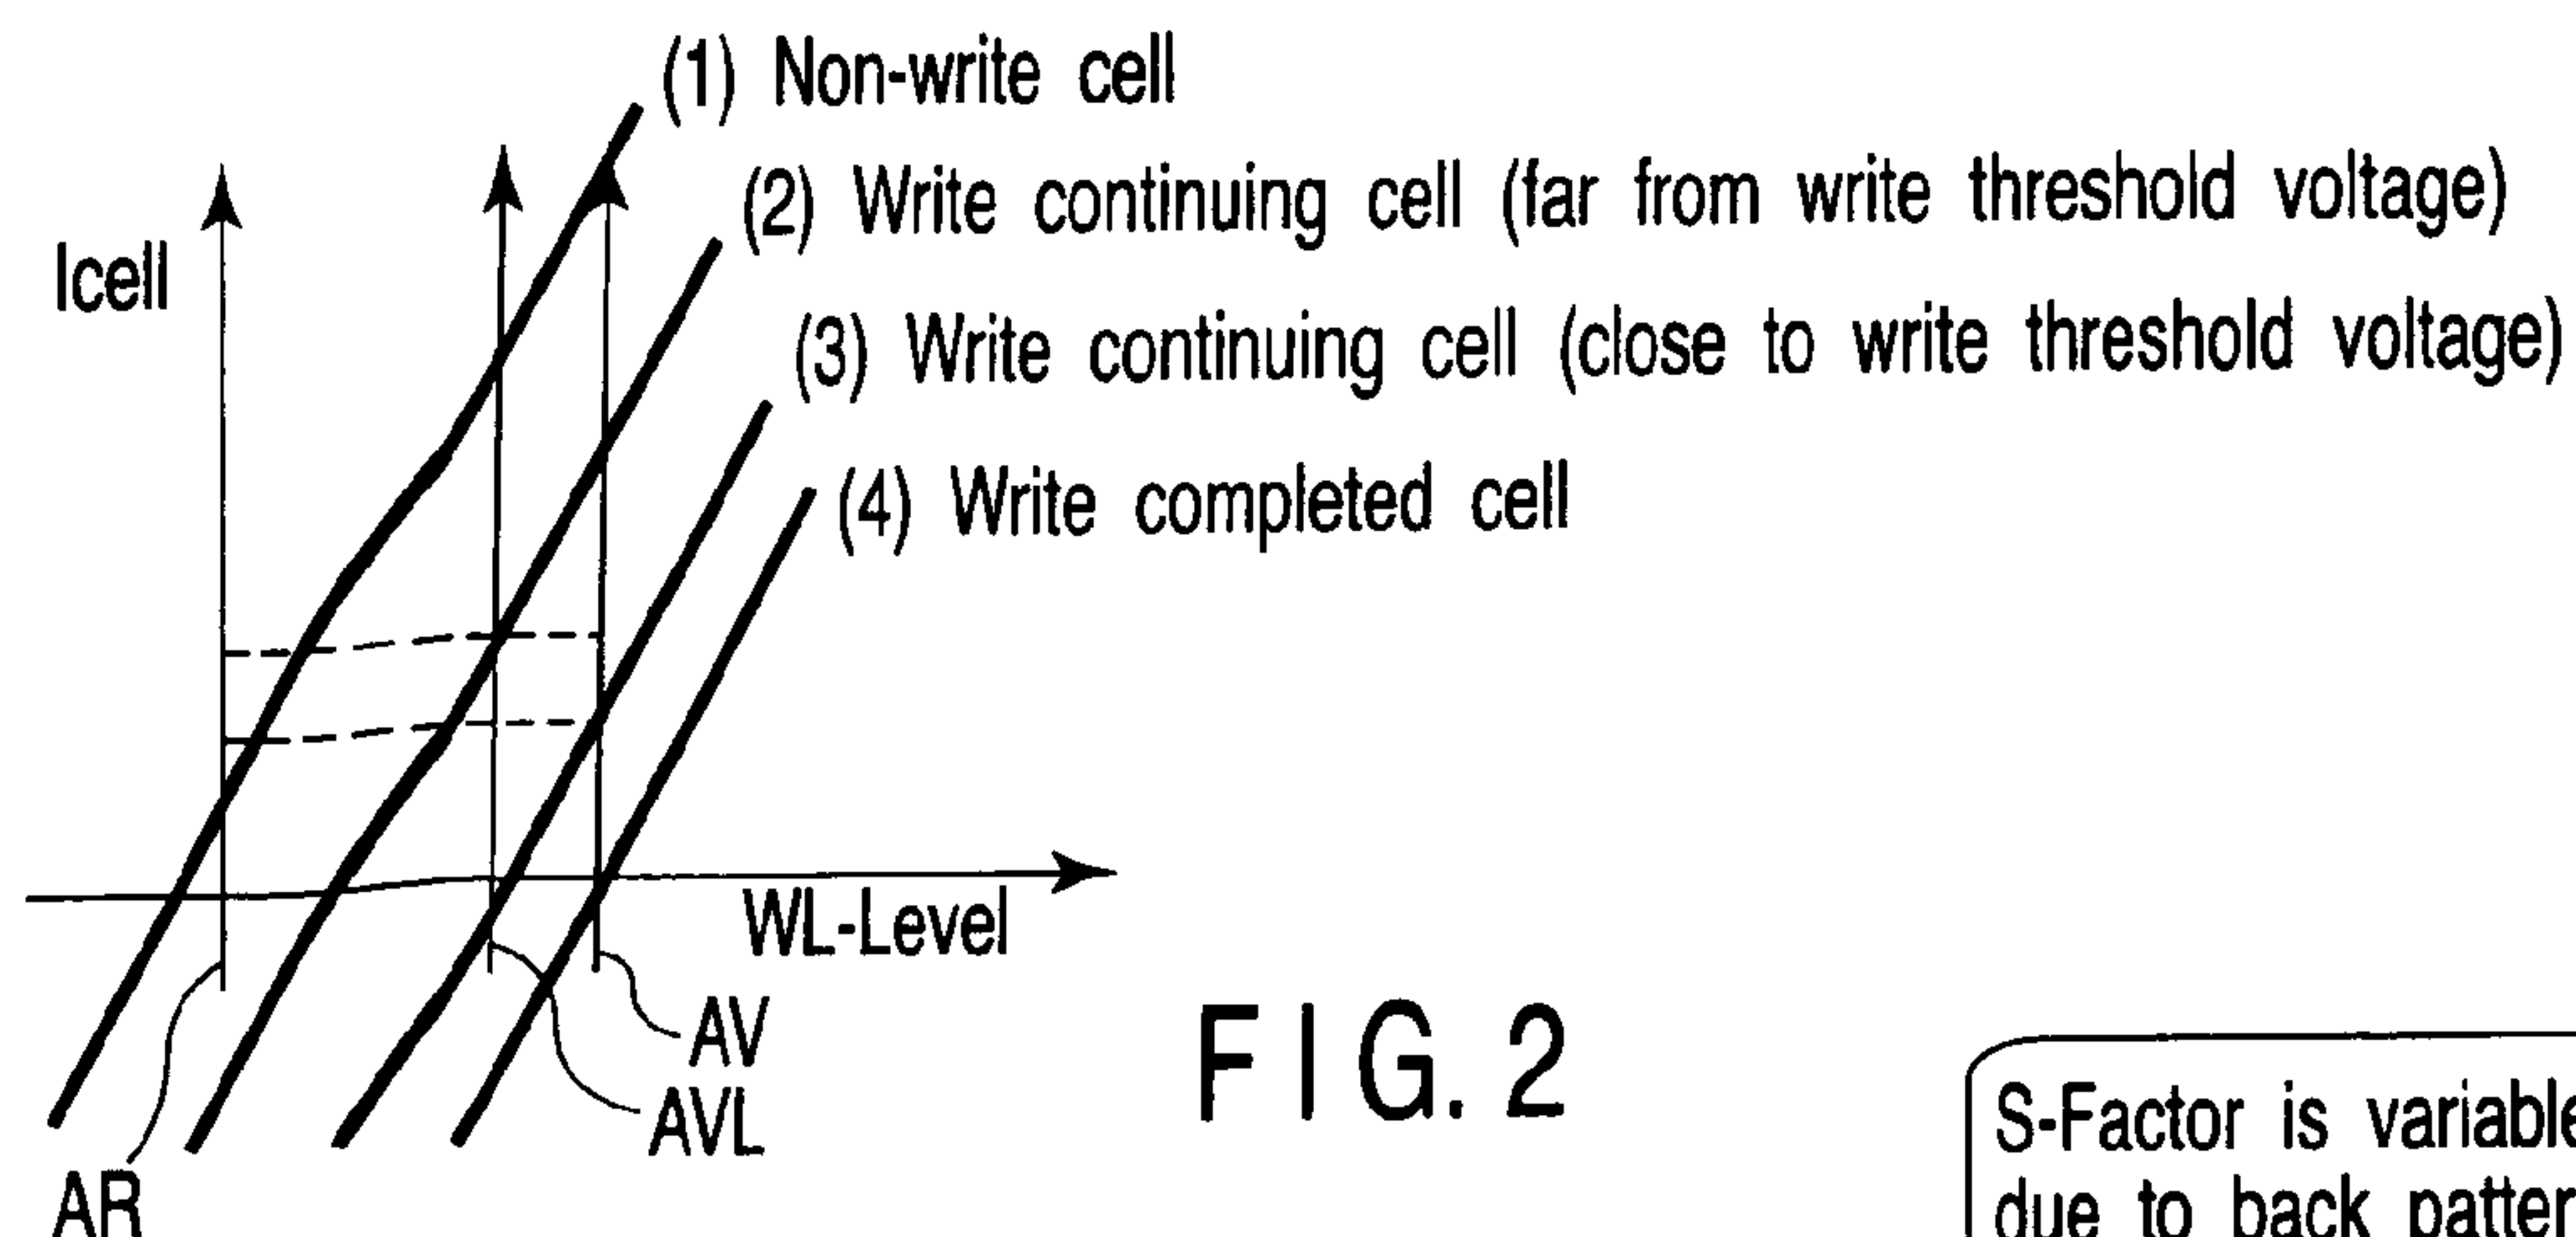 (1) Non-write cell
(2) Write continuing cell (far from write threshold voltage)
Icell
(3) Write continuing cell (close to write threshold voltage)
(4) Write completed cell
WL-Level
AV
AVL
AR
FIG. 2
S-Factor is variable
due to back patter